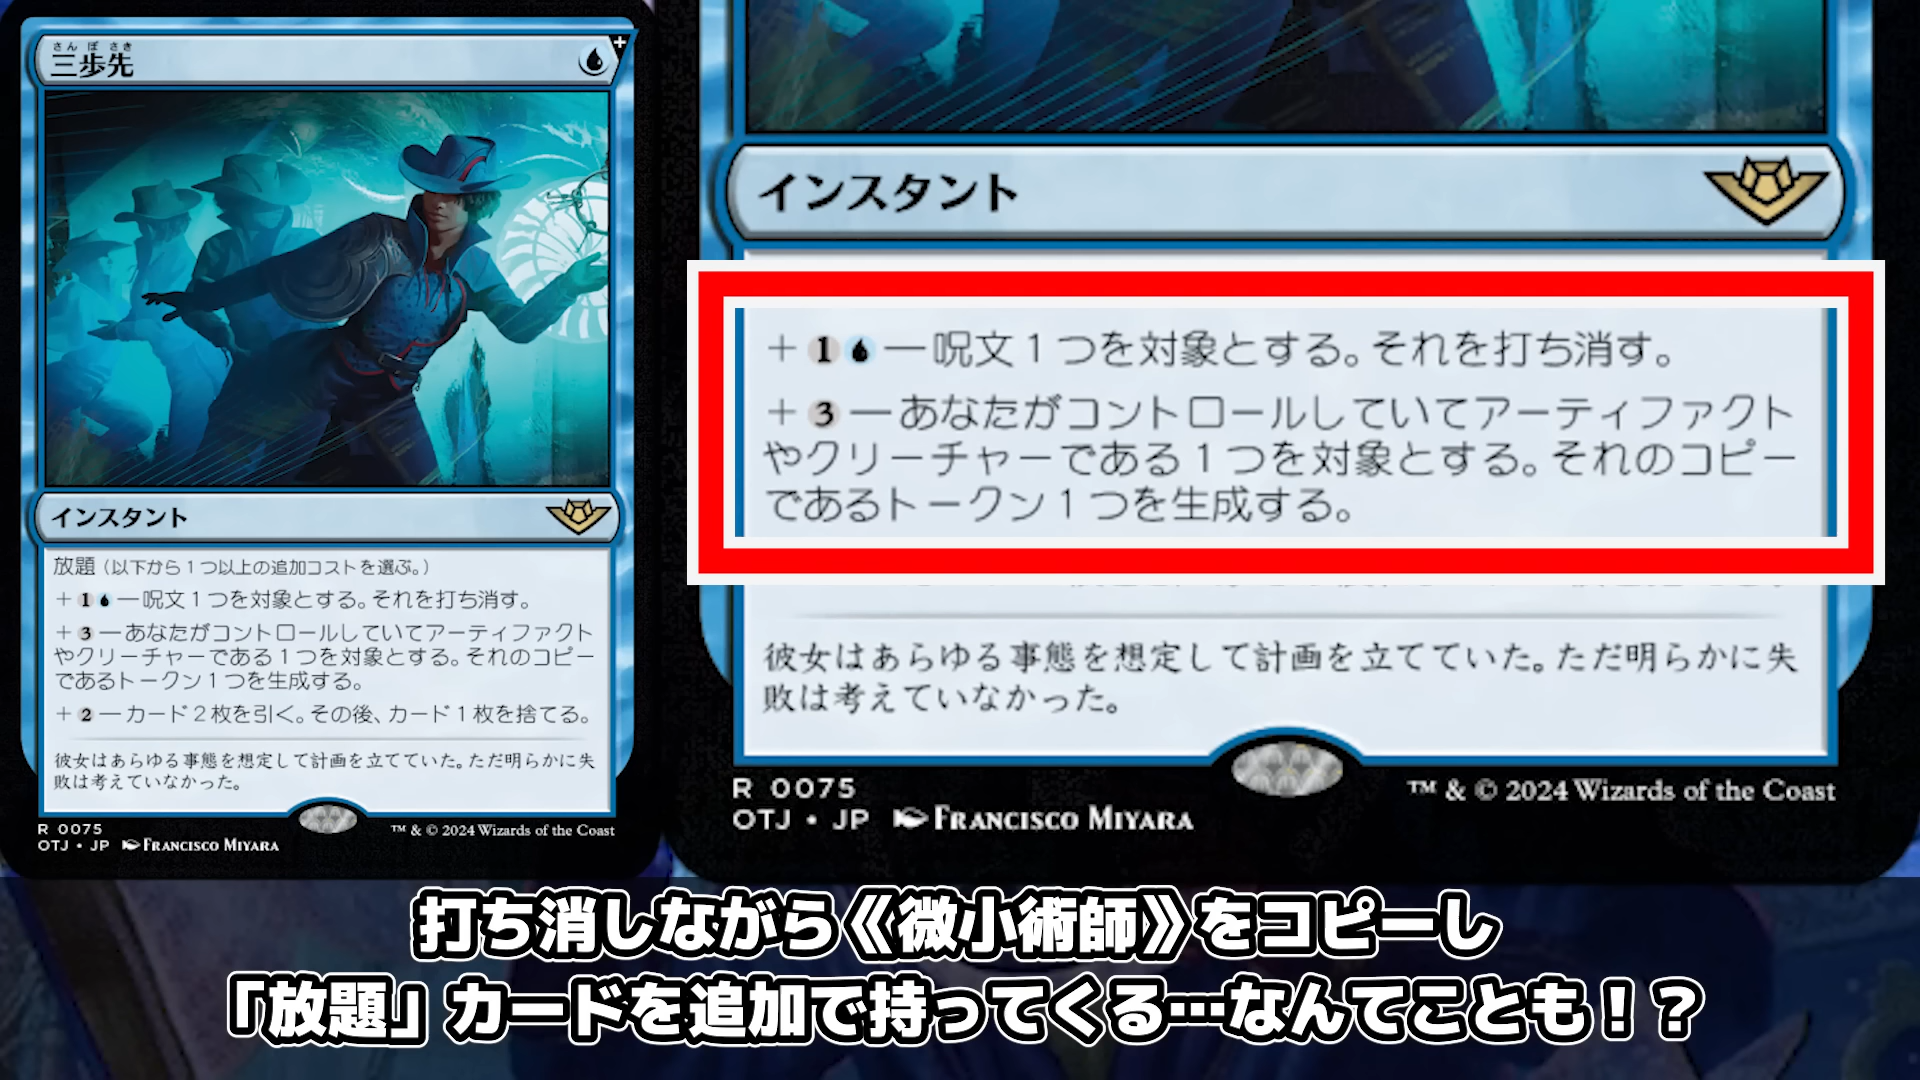 さんぽさき
三歩先
インスタント
放題（以下から１つ以上の追加コストを選ぶ。）
＋1 ―呪文１つを対象とする。それを打ち消す。
＋3―あなたがコントロールしていてアーティファクト
やクリーチャーである１つを対象とする。それのコピー
であるトークン１つを生成する。
＋2―カード２枚を引く。その後、カード１枚を捨てる。
彼女はあらゆる事態を想定して計画を立てていた。ただ明らかに失
敗は考えていなかった。
R 0075
OTJ • JP FRANCISCO MIYARA
™ & © 2024 Wizards of the Coast
インスタント
＋1 ―呪文１つを対象とする。それを打ち消す。
＋3―あなたがコントロールしていてアーティファクト
やクリーチャーである１つを対象とする。それのコピー
であるトークン１つを生成する。
彼女はあらゆる事態を想定して計画を立てていた。ただ明らかに失
敗は考えていなかった。
R 0075
OTJ • JP FRANCISCO MIYARA
™ & © 2024 Wizards of the Coast
打ち消しながら《微小術師》をコピーし
「放題」カードを追加で持ってくる…なんてことも！？